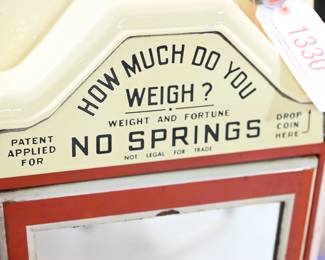 HOW MUCH DO YOU
WEIGH?
WEIGHT AND FORTUNE
NO SPRINGS
NOT LEGAL FOR TRADE
PATENT
APPLIED
FOR
DROP
COIN
HERE
1330